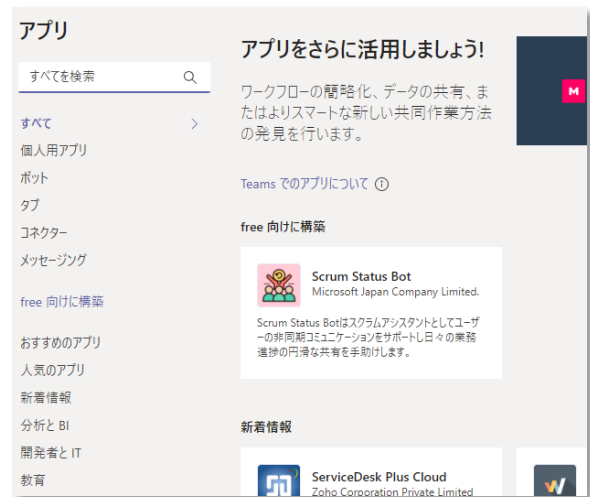 アプリ
すべてを検索
すべて
個人用アプリ
ボット
タブ
コネクター
メッセージング
free 向けに構築
おすすめのアプリ
人気のアプリ
新着情報
分析と BI
開発者と IT
教育
アプリをさらに活用しましょう!
ワークフローの簡略化、データの共有、ま
たはよりスマートな新しい共同作業方法
の発見を行います。
Teams でのアプリについて
free 向けに構築
Scrum Status Bot
Microsoft Japan Company Limited.
Scrum Status Botはスクラムアシスタントとしてユーザ
ーの非同期コミュニケーションをサポートし日々の業務
進捗の円滑な共有を手助けします。
新着情報
ServiceDesk Plus Cloud
Zoho Corporation Private Limited
M